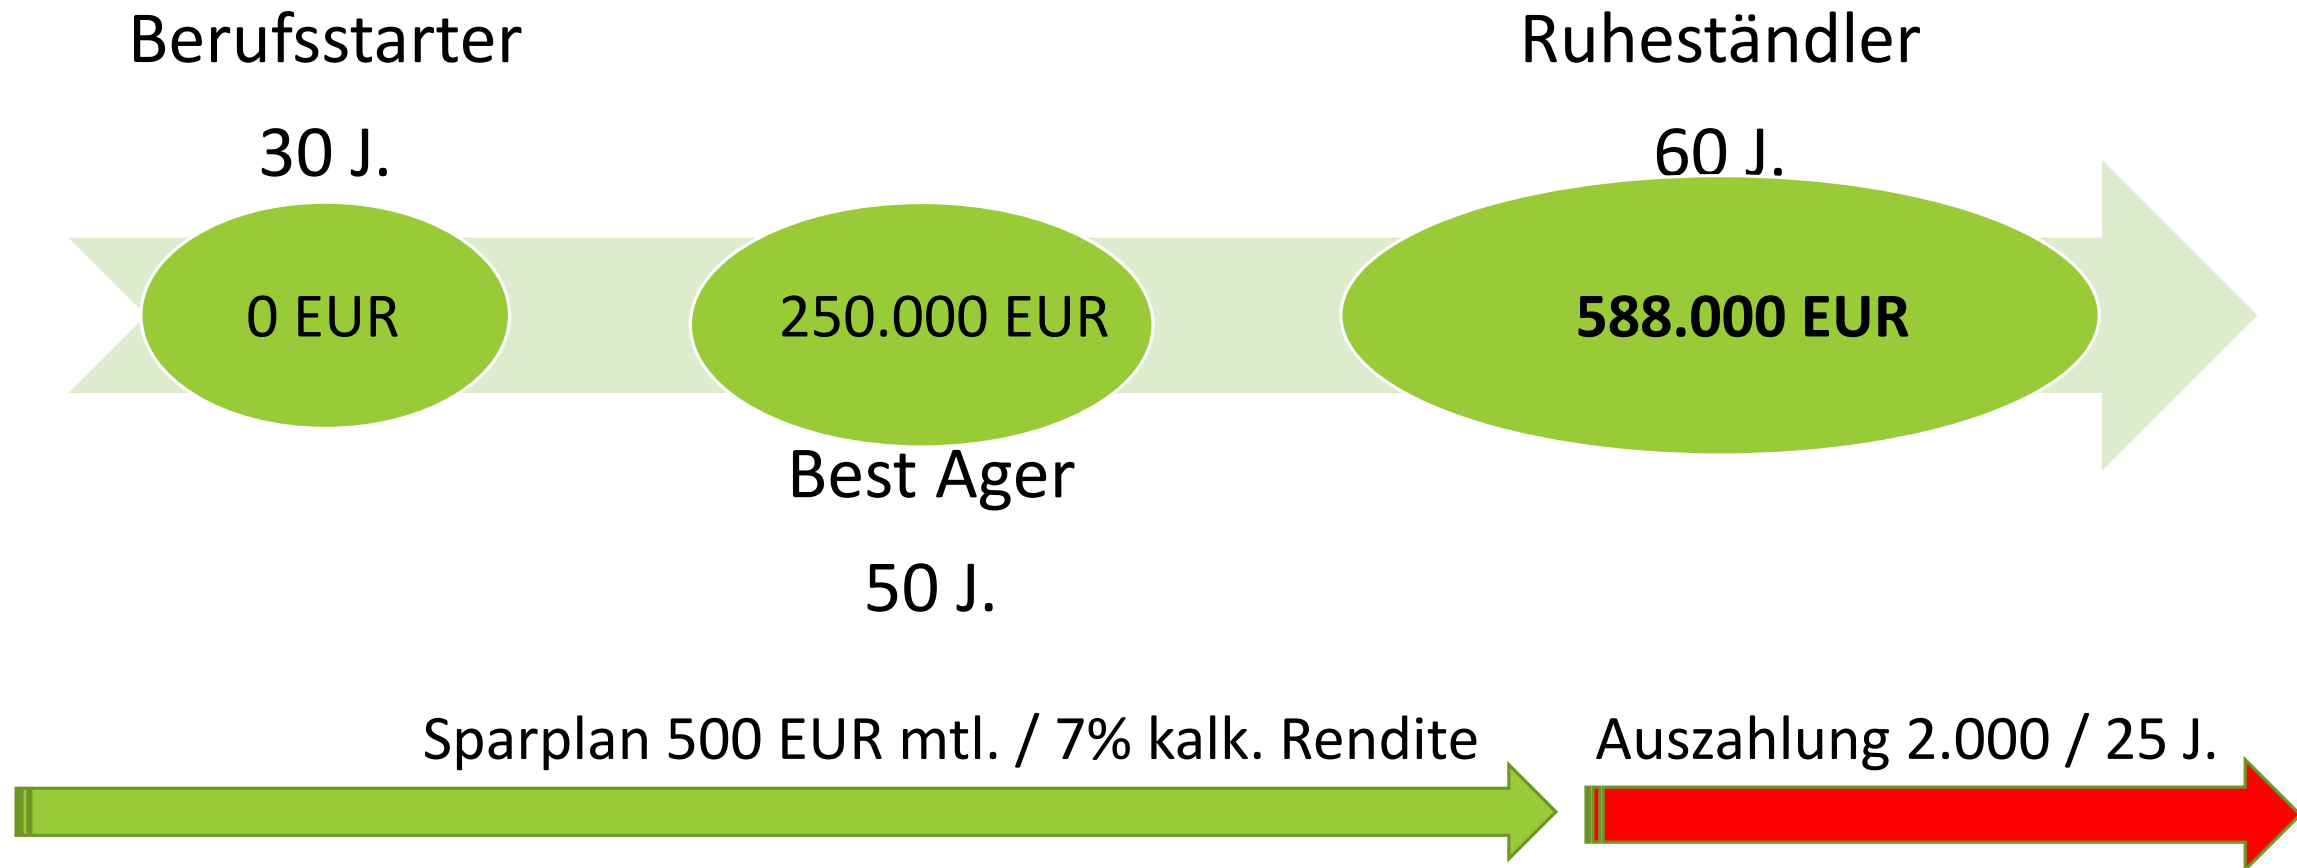 Berufsstarter
30 J.
Ruheständler
60 J.
0 EUR
250.000 EUR
588.000 EUR
Best Ager
50 J.
Sparplan 500 EUR mtl. / 7% kalk. Rendite
Auszahlung 2.000 / 25 J.